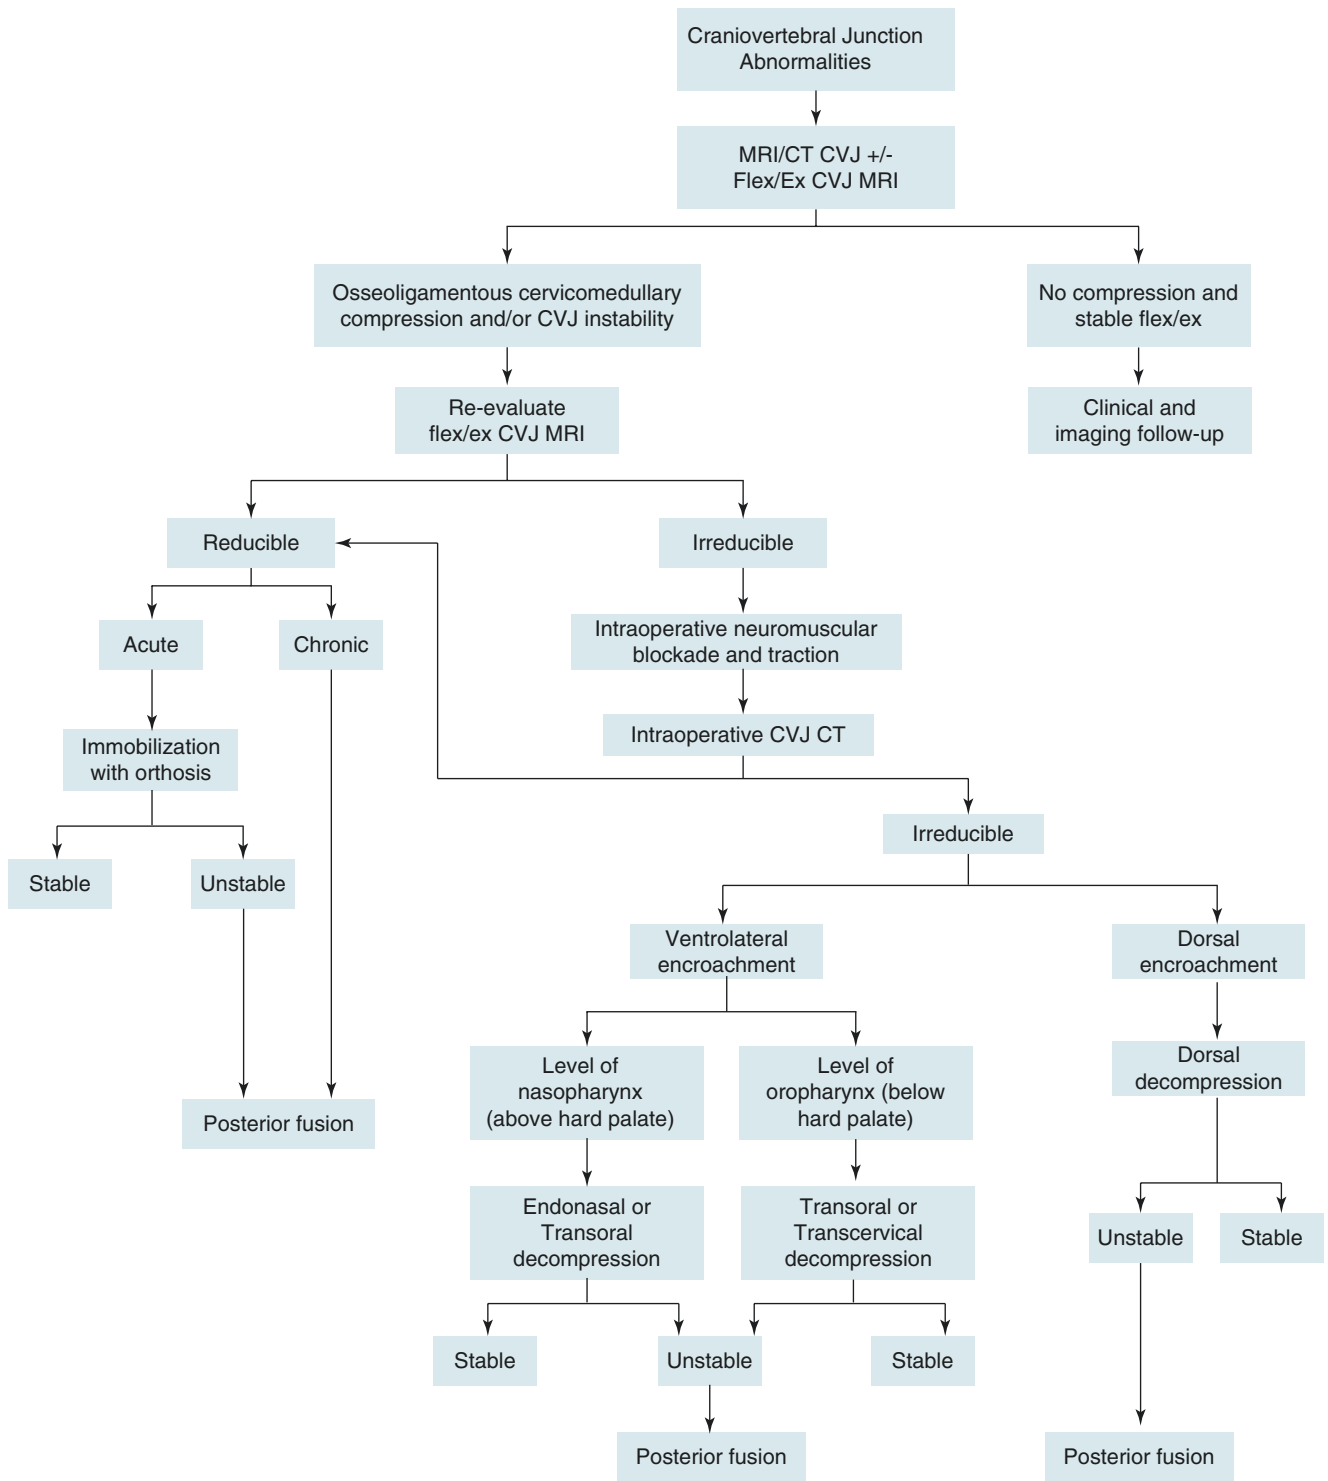 Craniovertebral Junction
Abnormalities
MRI/CT CVJ +/-
Flex/Ex CVJ MRI
Osseoligamentous cervicomedullary
compression and/or CVJ instability
No compression and
stable flex/ex
Re-evaluate
flex/ex CVJ MRI
Clinical and
imaging follow-up
Reducible
Irreducible
Acute
Chronic
Intraoperative neuromuscular
blockade and traction
Immobilization
with orthosis
Intraoperative CVJ CT
Irreducible
Stable
Unstable
Ventrolateral
encroachment
Dorsal
encroachment
Level of
nasopharynx
(above hard palate)
Level of
oropharynx (below
hard palate)
Dorsal
decompression
Posterior fusion
Endonasal or
Transoral
decompression
Transoral or
Transcervical
decompression
Unstable
Stable
Stable
Unstable
Stable
Posterior fusion
Posterior fusion